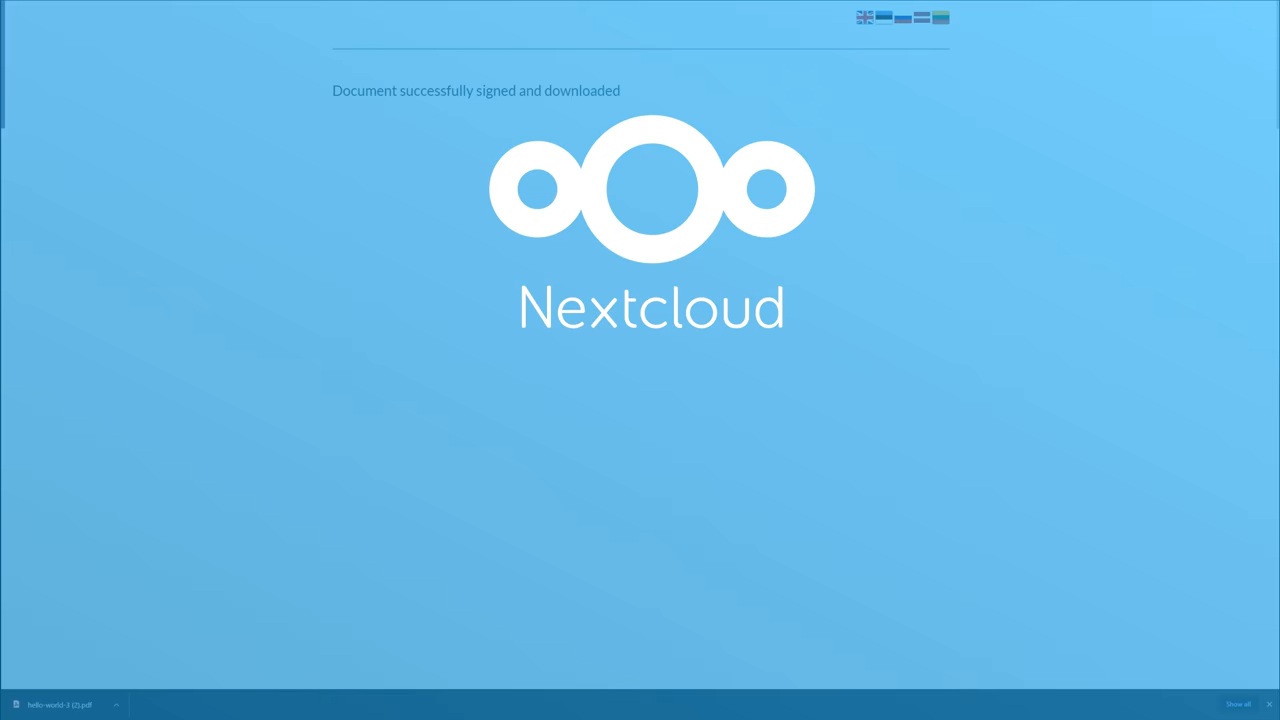 Document successfully signed and downloaded
Nextcloud
hello-world-3 (2).pdf
Show all